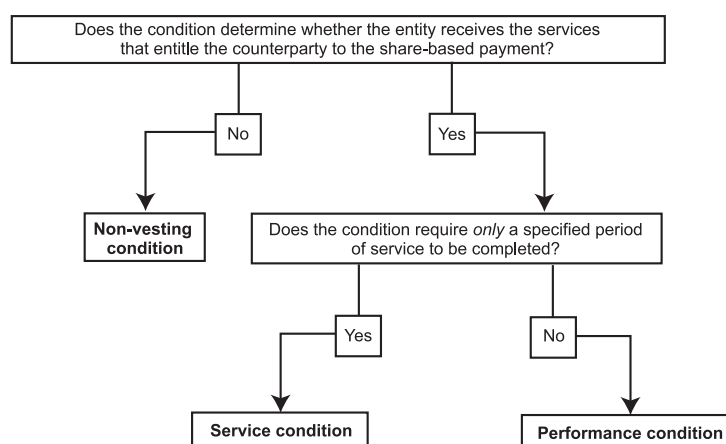 Does the condition determine whether the entity receives the services
that entitle the counterparty to the share-based payment?
No
Yes
Non-vesting
condition
Does the condition require only a specified period
of service to be completed?
Yes
No
Service condition
Performance condition